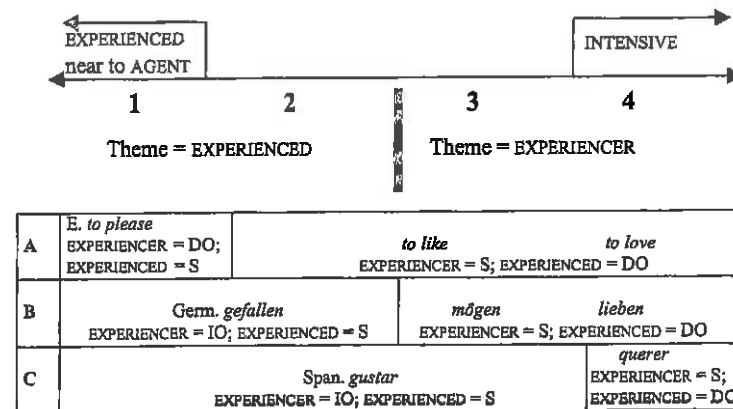 EXPERIENCED
near to AGENT
INTENSIVE
1 2 3 4
Theme = EXPERIENCED Theme = EXPERIENCER
A
E. to please
EXPERIENCER = DO;
EXPERIENCED = S
to like to love
EXPERIENCER = S; EXPERIENCED = DO
B
Germ. gefallen
EXPERIENCER = IO; EXPERIENCED = S
mögen lieben
EXPERIENCER = S; EXPERIENCED = DO
C
Span. gustar
EXPERIENCER = IO; EXPERIENCED = S
querer
EXPERIENCER = S;
EXPERIENCED = DO